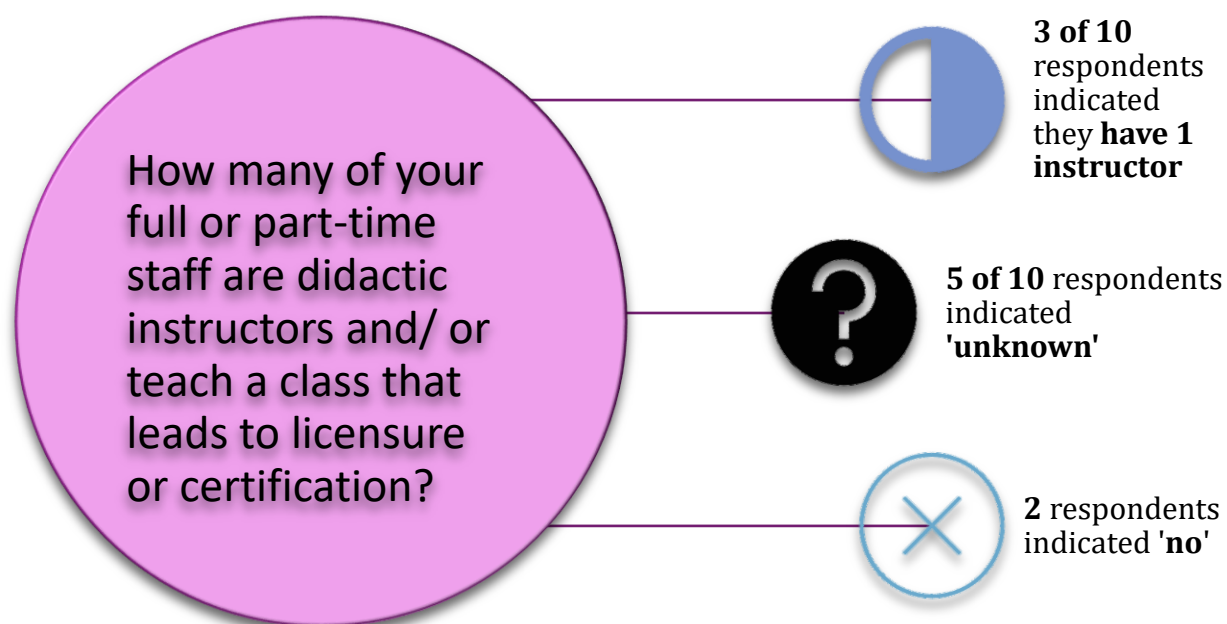 How many of your
full or part-time
staff are didactic
instructors and/ or
teach a class that
leads to licensure
or certification?
3 of 10
respondents
indicated
they have 1
instructor
5 of 10 respondents
indicated
'unknown'
2 respondents
indicated 'no'